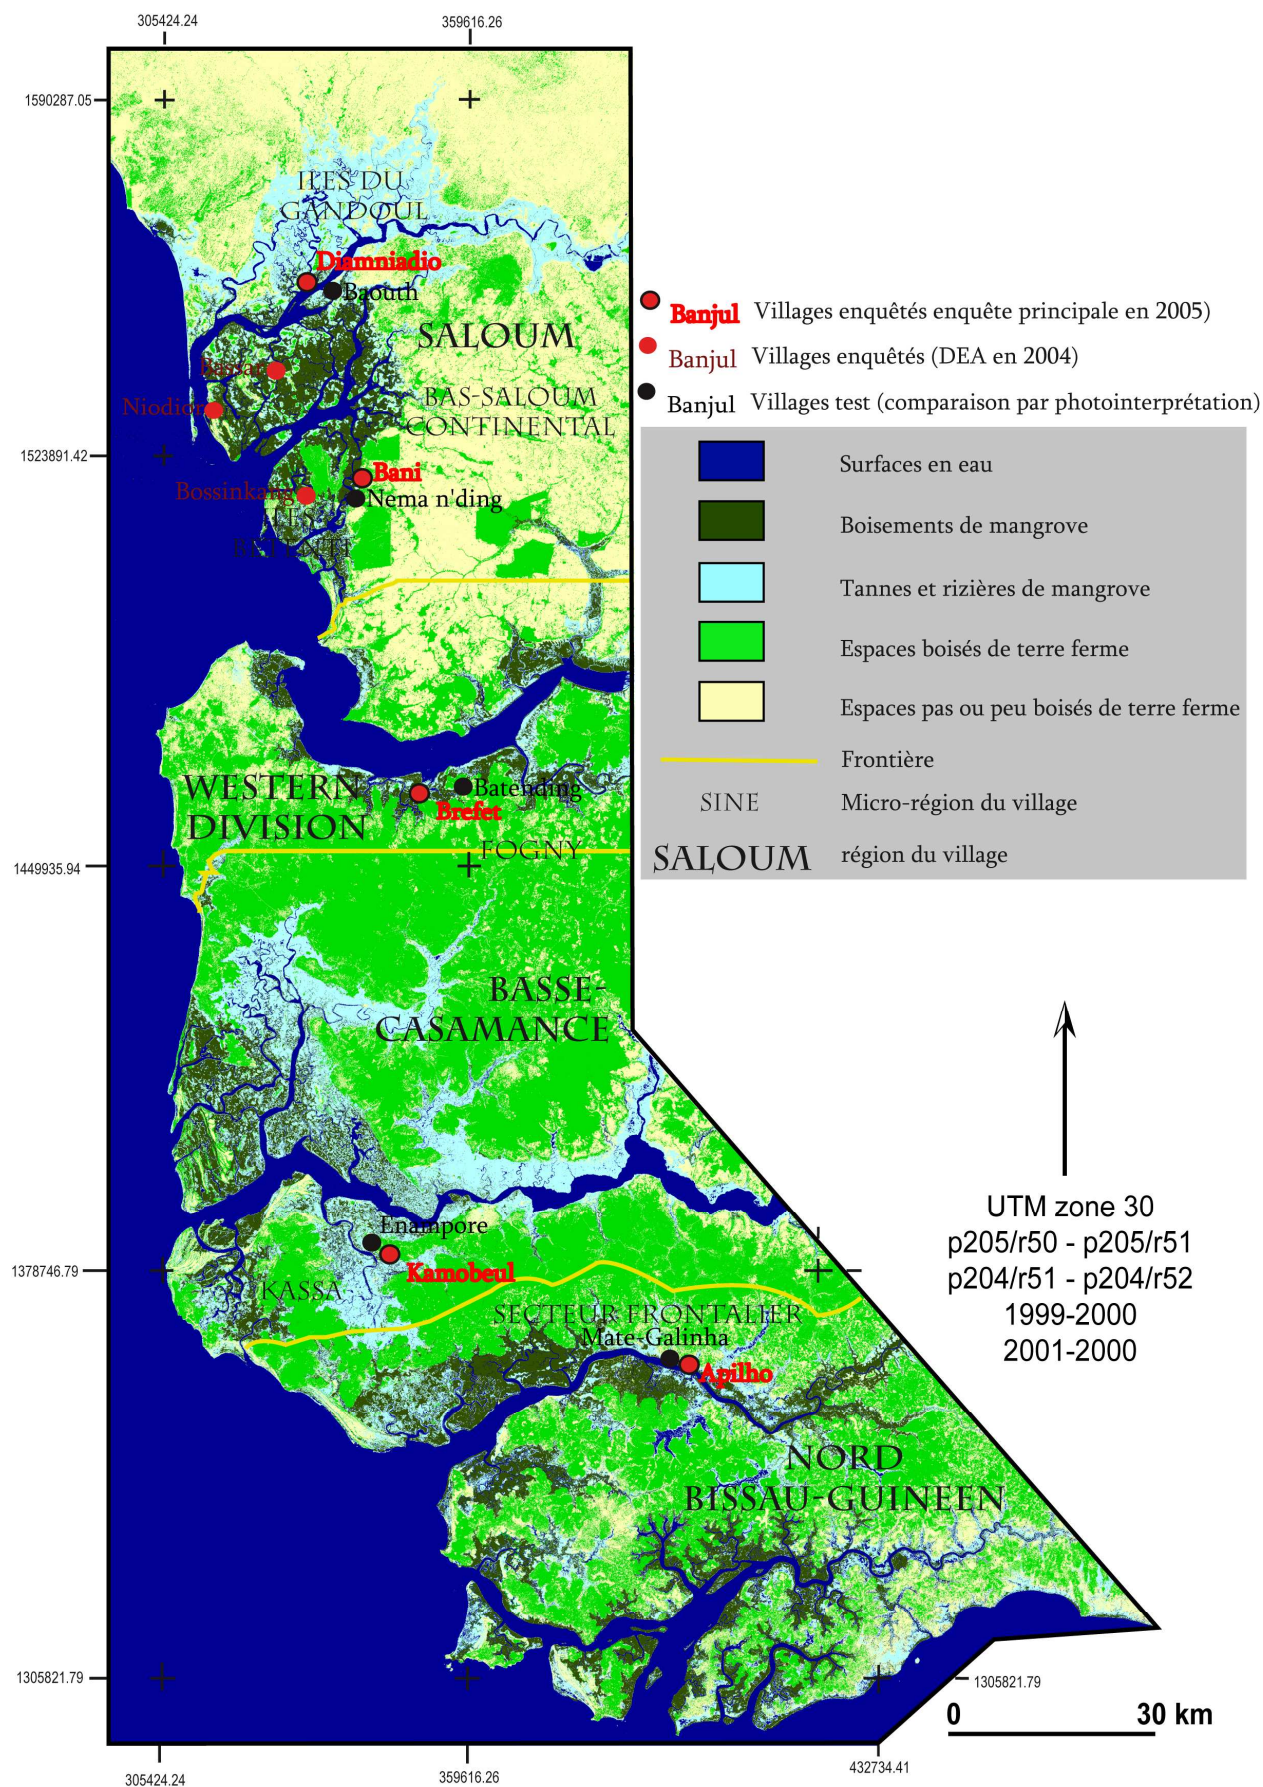 305424.24
359616.26
1590287.05
ILES DU
GANDOUL
Diamniadio
Baouth
SALOUM
BAS-SALOUM
CONTINENTAL
Niodior
1523891.42
Bani
Bossinkang
Nema n'ding
ILES
BETENTI
WESTERN
DIVISION
Batending
Brefet
FOGNY
1449935.94
BASSE-
CASAMANCE
Enampore
Kamobeul
1378746.79
KASSA
SECTEUR FRONTALIER
Mate-Galinha
Apilho
NORD
BISSAU-GUINEEN
1305821.79
305424.24
359616.26
432734.41
1305821.79
Banjul Villages enquêtés enquête principale en 2005)
Banjul Villages enquêtés (DEA en 2004)
Banjul Villages test (comparaison par photointerprétation)
Surfaces en eau
Boisements de mangrove
Tannes et rizières de mangrove
Espaces boisés de terre ferme
Espaces pas ou peu boisés de terre ferme
Frontière
SINE Micro-région du village
SALOUM région du village
UTM zone 30
p205/r50 - p205/r51
p204/r51 - p204/r52
1999-2000
2001-2000
0 30 km